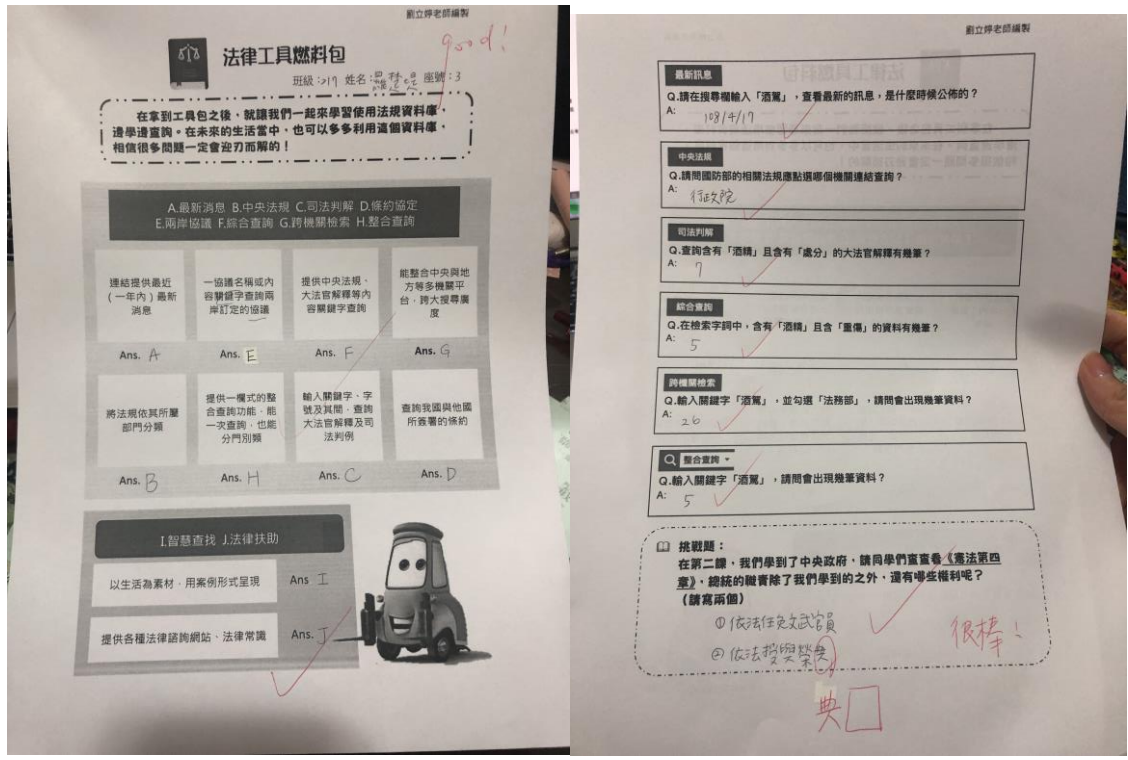 劉立婷老師編製
good!
法律工具燃料包
班級:217 姓名: 座號:3
在拿到工具包之後,就讓我們一起來學習使用法規資料庫,
邊學邊查詢。在未來的生活當中,也可以多多利用這個資料庫,
相信很多問題一定會迎刃而解的!
A.最新消息 B.中央法規 C.司法判解 D.條約協定
E.兩岸協議 F.綜合查詢 G.跨機關檢索 H.整合查詢
連結提供最近
(一年內)最新
消息
Ans. A
一協議名稱或內
容關鍵字查詢兩
岸訂定的協議
Ans. E
提供中央法規、
大法官解釋等內
容關鍵字查詢
Ans. F
能整合中央與地
方等多機關平
台,跨大搜尋廣
度
Ans. G
將法規依其所屬
部門分類
Ans. B
提供一欄式的整
合查詢功能,能
一次查詢,也能
分門別類
Ans. H
輸入關鍵字、字
號及其間,查詢
大法官解釋及司
法判例
Ans. C
查詢我國與他國
所簽署的條約
Ans. D
I.智慧查找 J.法律扶助
以生活為素材,用案例形式呈現
Ans I
提供各種法律諮詢網站、法律常識
Ans. J
劉立婷老師編製
最新訊息
Q.請在搜尋欄輸入「酒駕」,查看最新的訊息,是什麼時候公佈的?
A: 108/4/17
中央法規
Q.請問國防部的相關法規應點選哪個機關連結查詢?
A: 行政院
司法判解
Q.查詢含有「酒精」且含有「處分」的大法官解釋有幾筆?
A: 7
綜合查詢
Q.在檢索字詞中,含有「酒精」且含「重傷」的資料有幾筆?
A: 5
跨機關檢索
Q.輸入關鍵字「酒駕」,並勾選「法務部」,請問會出現幾筆資料?
A: 26
整合查詢
Q.輸入關鍵字「酒駕」,請問會出現幾筆資料?
A: 5
挑戰題:
在第二課,我們學到了中央政府,請同學們查查看《憲法第四
章》,總統的職責除了我們學到的之外,還有哪些權利呢?
(請寫兩個)
① 依法任免文武官員
② 依法授與榮典
很棒!
典